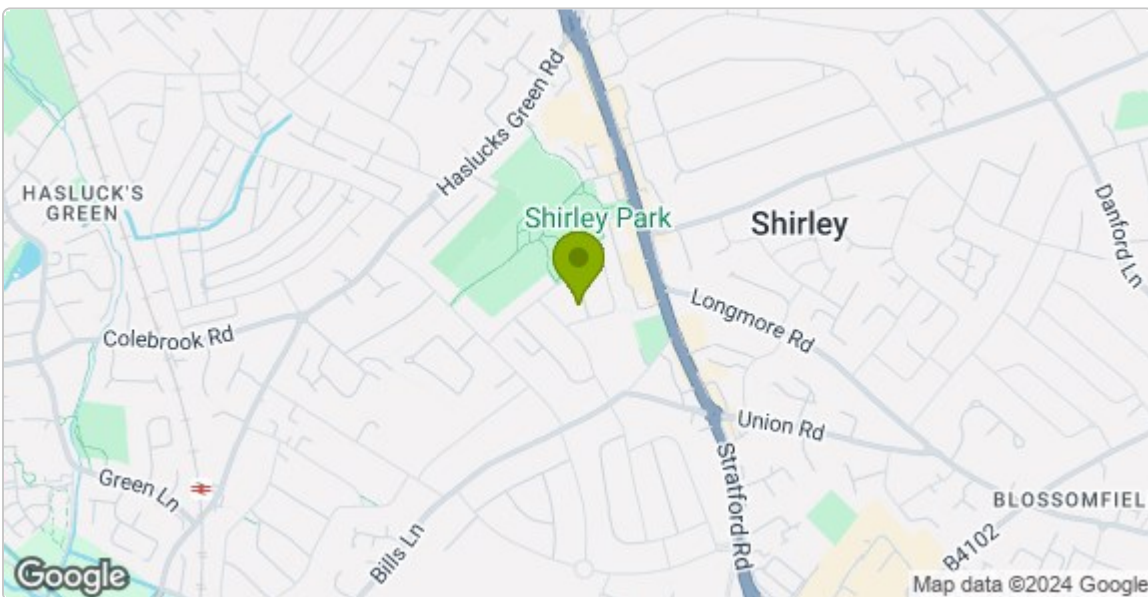 Haslucks Green Rd
HASLUCK'S
GREEN
Shirley Park
Shirley
Danford Ln
Longmore Rd
Colebrook Rd
Union Rd
Green Ln
Stratford Rd
BLOSSOMFIEL
Bills Ln
B4102
Google
Map data ©2024 Google